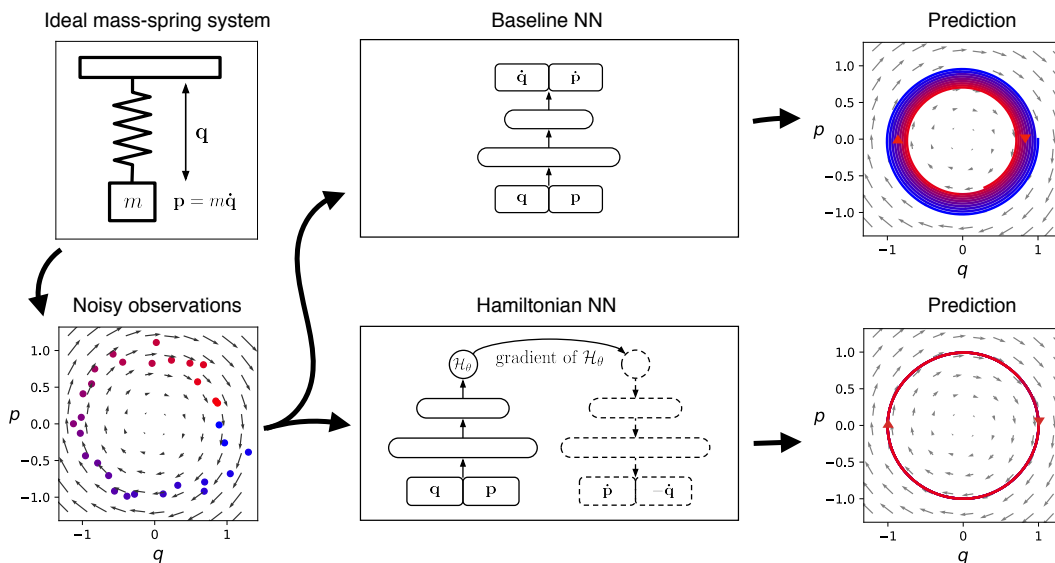 Ideal mass-spring system
q
m
p = mq̇
Baseline NN
q̇ ṗ
q p
Prediction
p
1.0
0.5
0.0
−0.5
−1.0
−1 0 1
q
Noisy observations
p
1.0
0.5
0.0
−0.5
−1.0
−1 0 1
q
Hamiltonian NN
ℋθ
gradient of ℋθ
q p
ṗ −q̇
Prediction
p
1.0
0.5
0.0
−0.5
−1.0
−1 0 1
q